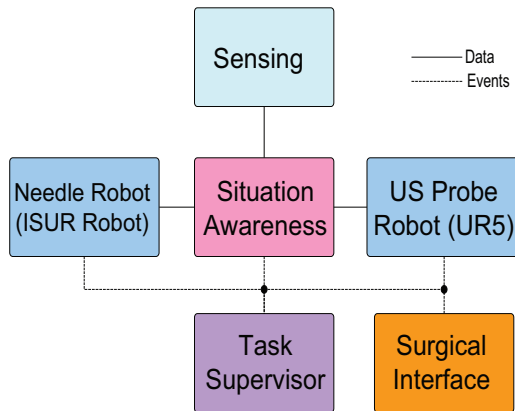 Sensing
Data
Events
Needle Robot
(ISUR Robot)
Situation
Awareness
US Probe
Robot (UR5)
Task
Supervisor
Surgical
Interface